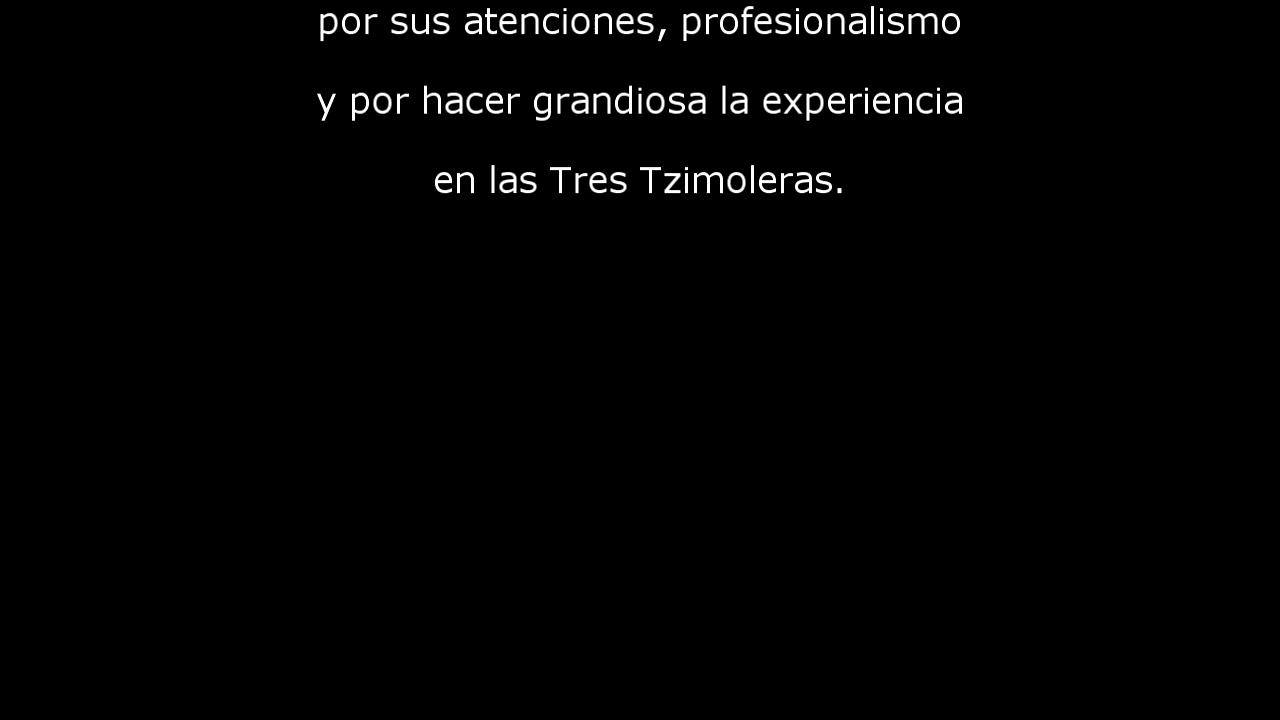 por sus atenciones, profesionalismo
y por hacer grandiosa la experiencia
en las Tres Tzimoleras.